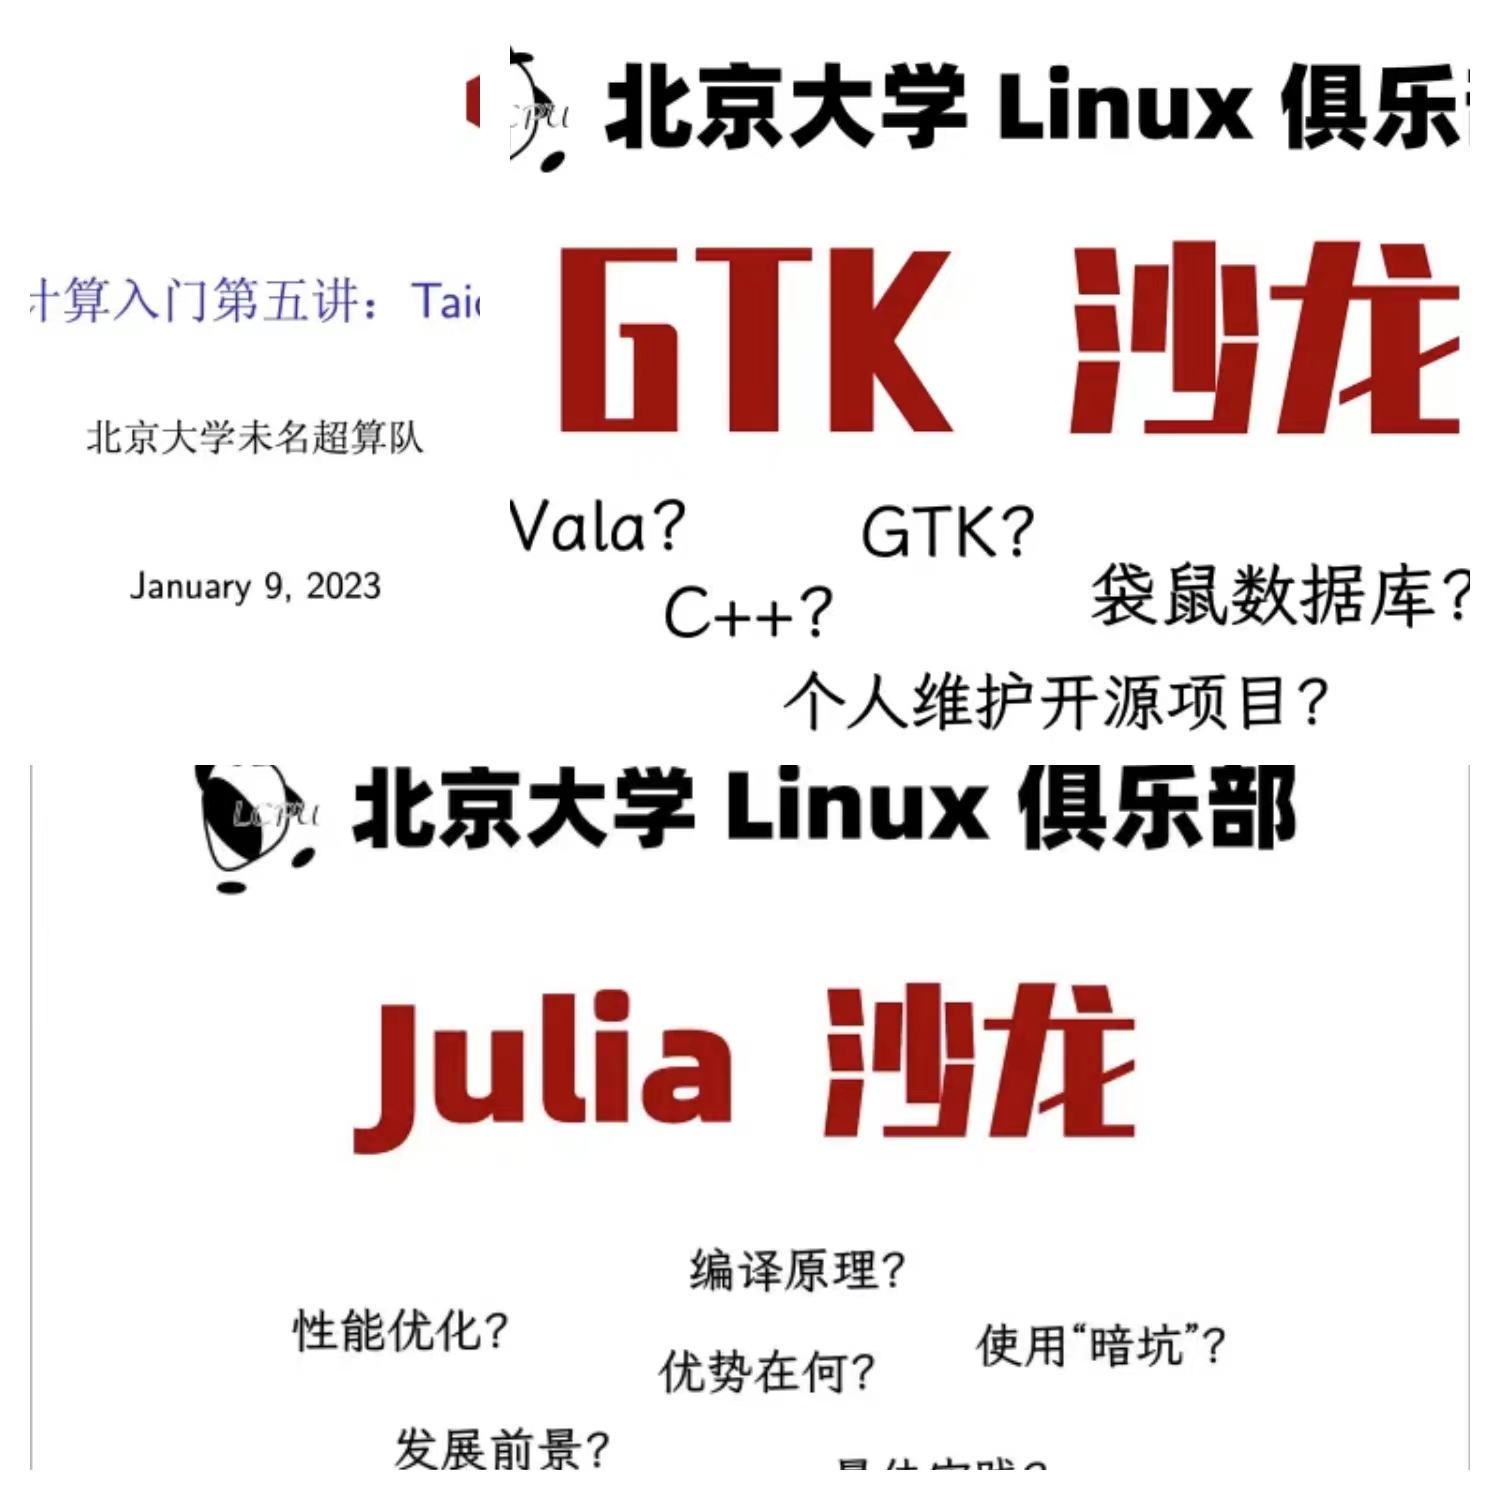 计算入门第五讲：Tai
北京大学未名超算队
January 9, 2023
LCPU
北京大学 Linux 俱乐
GTK 沙龙
Vala?
GTK?
C++?
袋鼠数据库?
个人维护开源项目?
LCPU
北京大学 Linux 俱乐部
Julia 沙龙
编译原理?
性能优化?
使用“暗坑”?
优势在何?
发展前景?